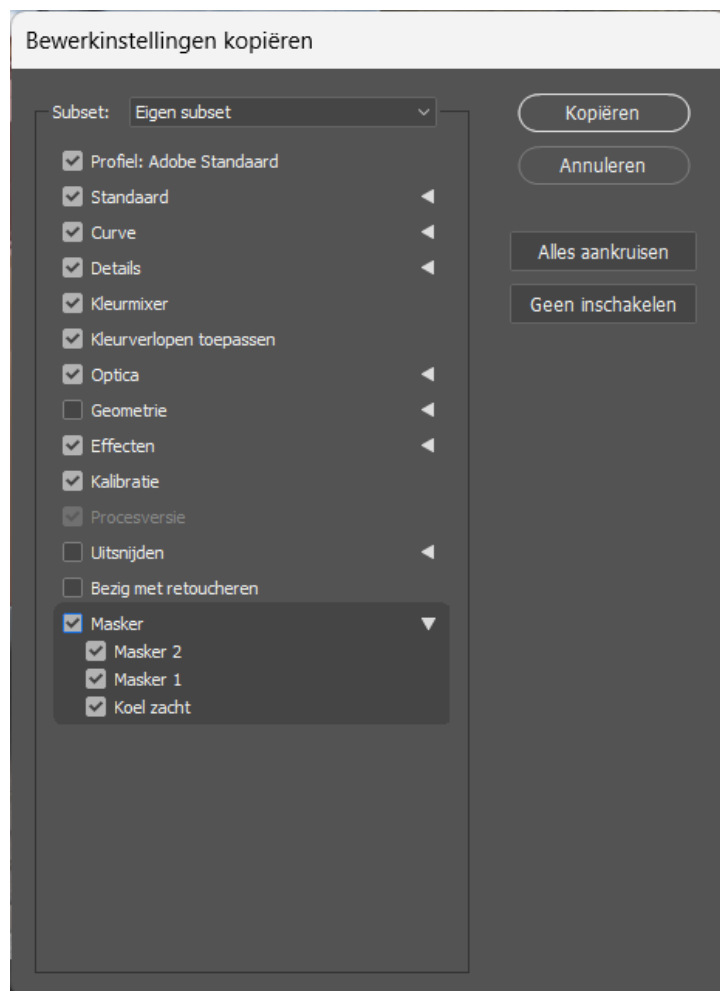 Bewerkinstellingen kopiëren
Subset: Eigen subset
Kopiëren
Annuleren
Alles aankruisen
Geen inschakelen
Profiel: Adobe Standaard
Standaard
Curve
Details
Kleurmixer
Kleurverlopen toepassen
Optica
Geometrie
Effecten
Kalibratie
Procesversie
Uitsnijden
Bezig met retoucheren
Masker
Masker 2
Masker 1
Koel zacht